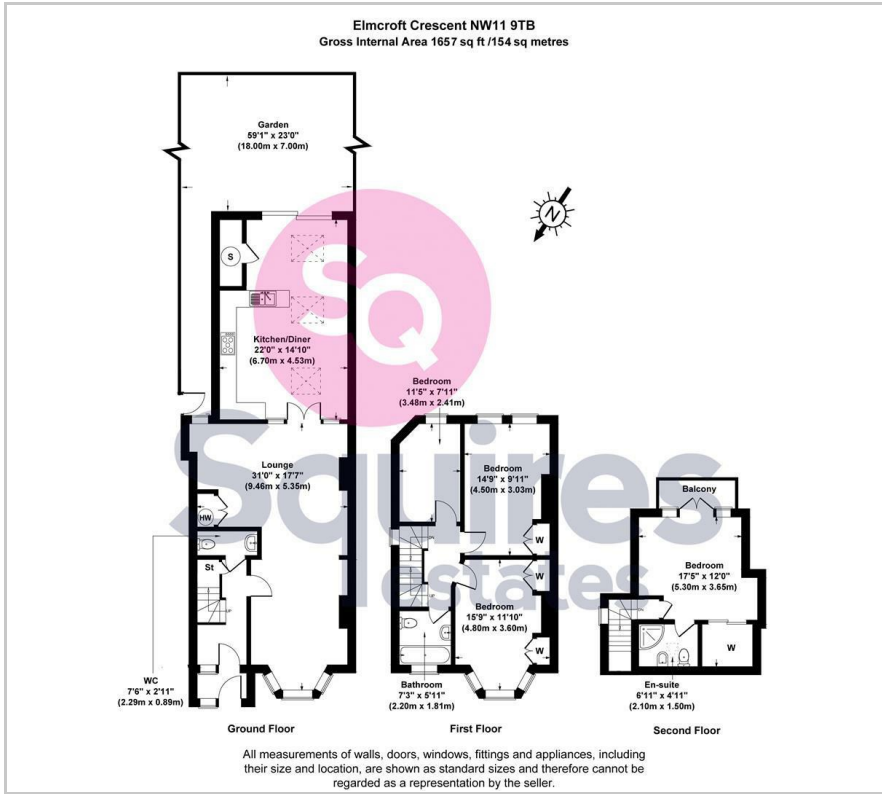 Elmcroft Crescent NW11 9TB
Gross Internal Area 1657 sq ft /154 sq metres
Garden
59'1" x 23'0"
(18.00m x 7.00m)
N
S
SQ
Kitchen/Diner
22'0" x 14'10"
(6.70m x 4.53m)
Bedroom
11'5" x 7'11"
(3.48m x 2.41m)
Squires
estates
Lounge
31'0" x 17'7"
(9.46m x 5.35m)
HW
St
Bedroom
14'9" x 9'11"
(4.50m x 3.03m)
W
W
Bedroom
15'9" x 11'10"
(4.80m x 3.60m)
W
Balcony
Bedroom
17'5" x 12'0"
(5.30m x 3.65m)
W
WC
7'6" x 2'11"
(2.29m x 0.89m)
Bathroom
7'3" x 5'11"
(2.20m x 1.81m)
En-suite
6'11" x 4'11"
(2.10m x 1.50m)
Ground Floor
First Floor
Second Floor
All measurements of walls, doors, windows, fittings and appliances, including
their size and location, are shown as standard sizes and therefore cannot be
regarded as a representation by the seller.